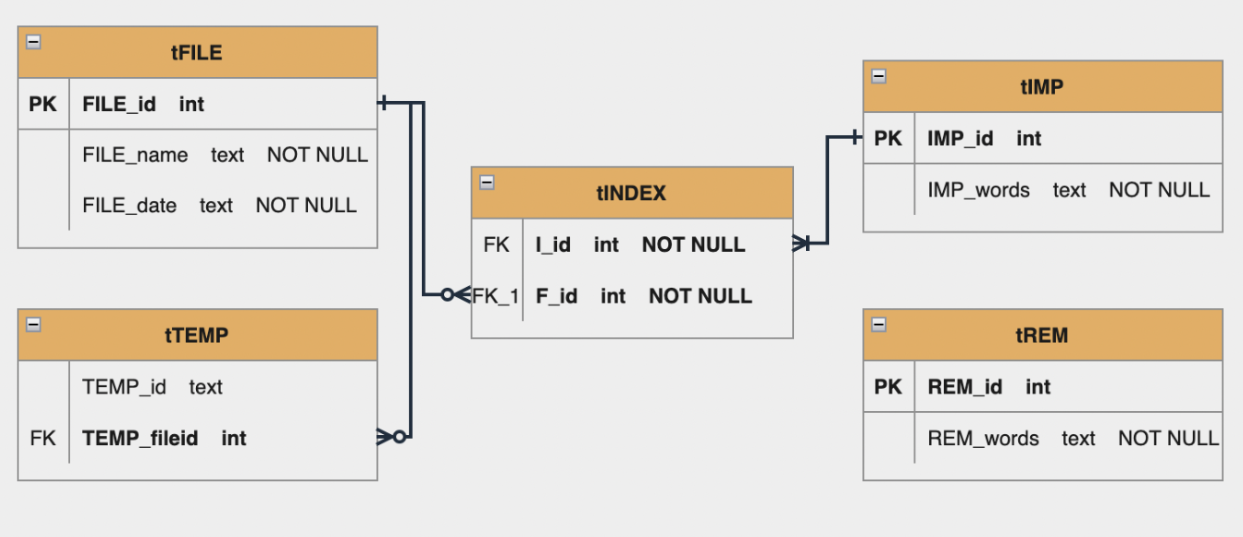 tFILE
PK FILE_id int
FILE_name text NOT NULL
FILE_date text NOT NULL
tTEMP
TEMP_id text
FK TEMP_fileid int
tINDEX
FK I_id int NOT NULL
FK_1 F_id int NOT NULL
tIMP
PK IMP_id int
IMP_words text NOT NULL
tREM
PK REM_id int
REM_words text NOT NULL